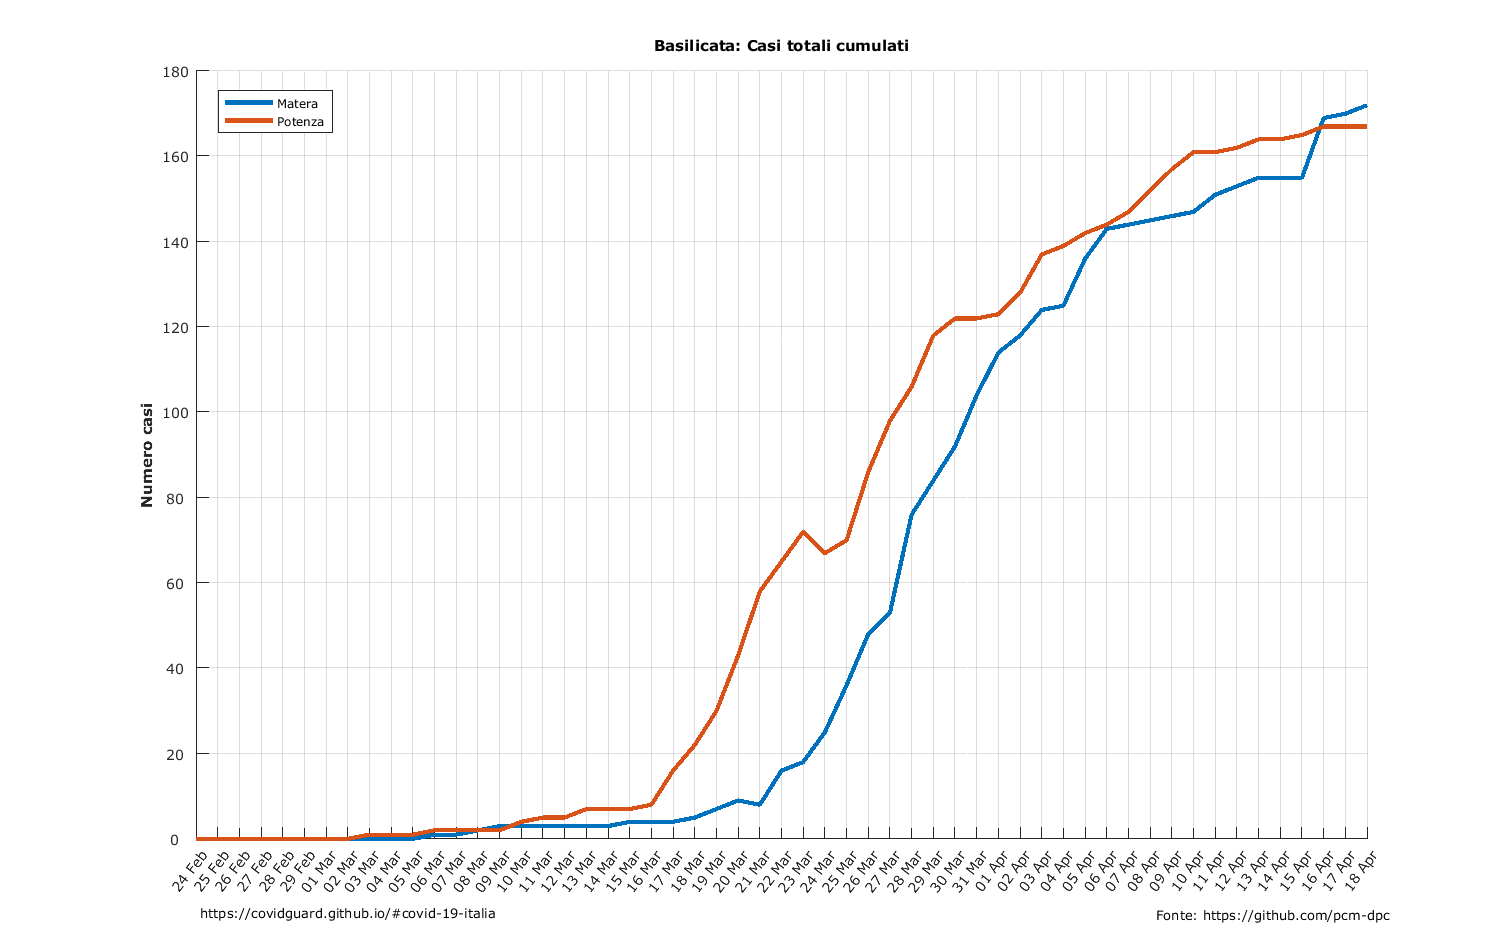 Basilicata: Casi totali cumulati
Matera
Potenza
Numero casi
180
160
140
120
100
80
60
40
20
0
24 Feb
25 Feb
26 Feb
27 Feb
28 Feb
29 Feb
01 Mar
02 Mar
03 Mar
04 Mar
05 Mar
06 Mar
07 Mar
08 Mar
09 Mar
10 Mar
11 Mar
12 Mar
13 Mar
14 Mar
15 Mar
16 Mar
17 Mar
18 Mar
19 Mar
20 Mar
21 Mar
22 Mar
23 Mar
24 Mar
25 Mar
26 Mar
27 Mar
28 Mar
29 Mar
30 Mar
31 Mar
01 Apr
02 Apr
03 Apr
04 Apr
05 Apr
06 Apr
07 Apr
08 Apr
09 Apr
10 Apr
11 Apr
12 Apr
13 Apr
14 Apr
15 Apr
16 Apr
17 Apr
18 Apr
https://covidguard.github.io/#covid-19-italia
Fonte: https://github.com/pcm-dpc